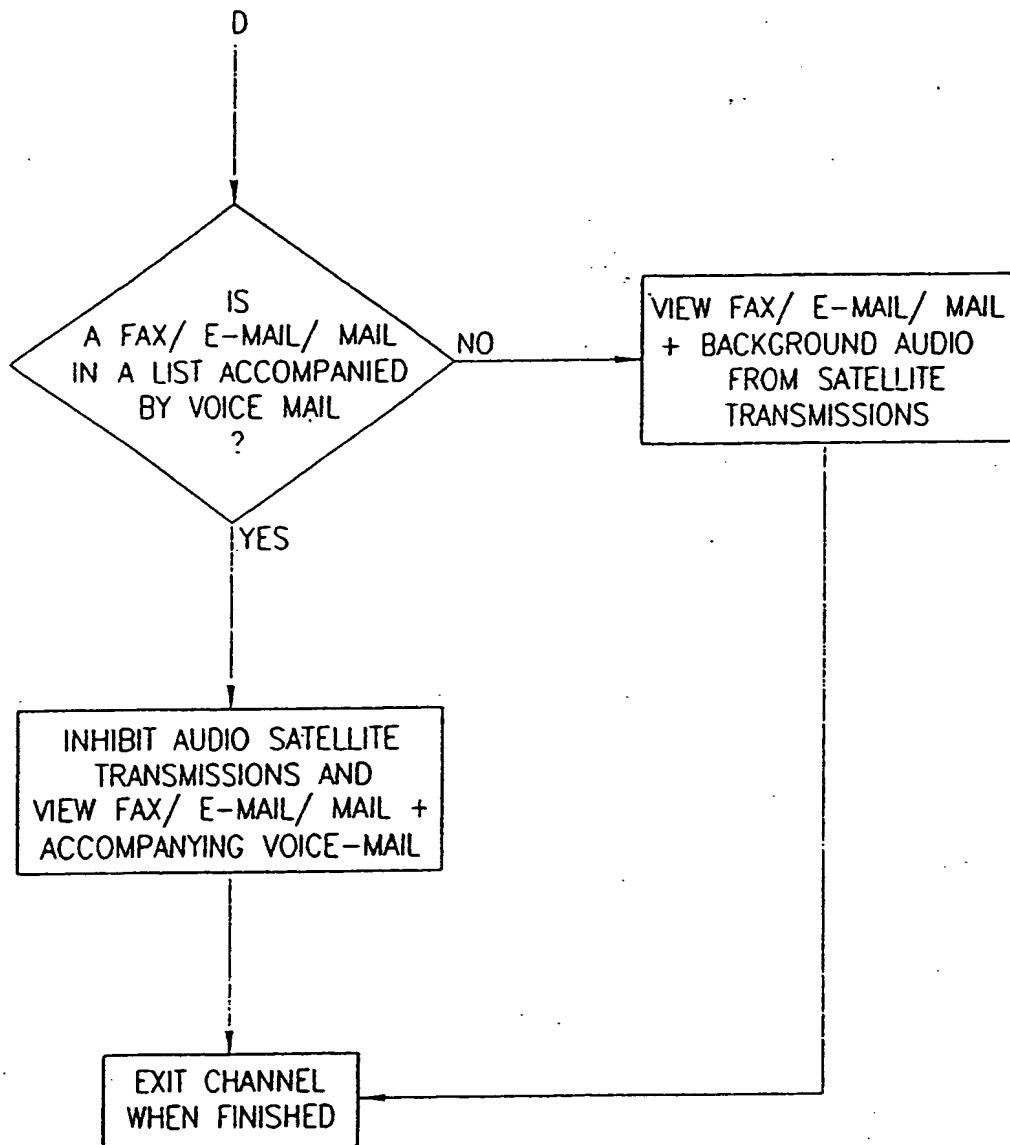 D
IS
A FAX/ E-MAIL/ MAIL
IN A LIST ACCOMPANIED
BY VOICE MAIL
?
NO
VIEW FAX/ E-MAIL/ MAIL
+ BACKGROUND AUDIO
FROM SATELLITE
TRANSMISSIONS
YES
INHIBIT AUDIO SATELLITE
TRANSMISSIONS AND
VIEW FAX/ E-MAIL/ MAIL +
ACCOMPANYING VOICE-MAIL
EXIT CHANNEL
WHEN FINISHED